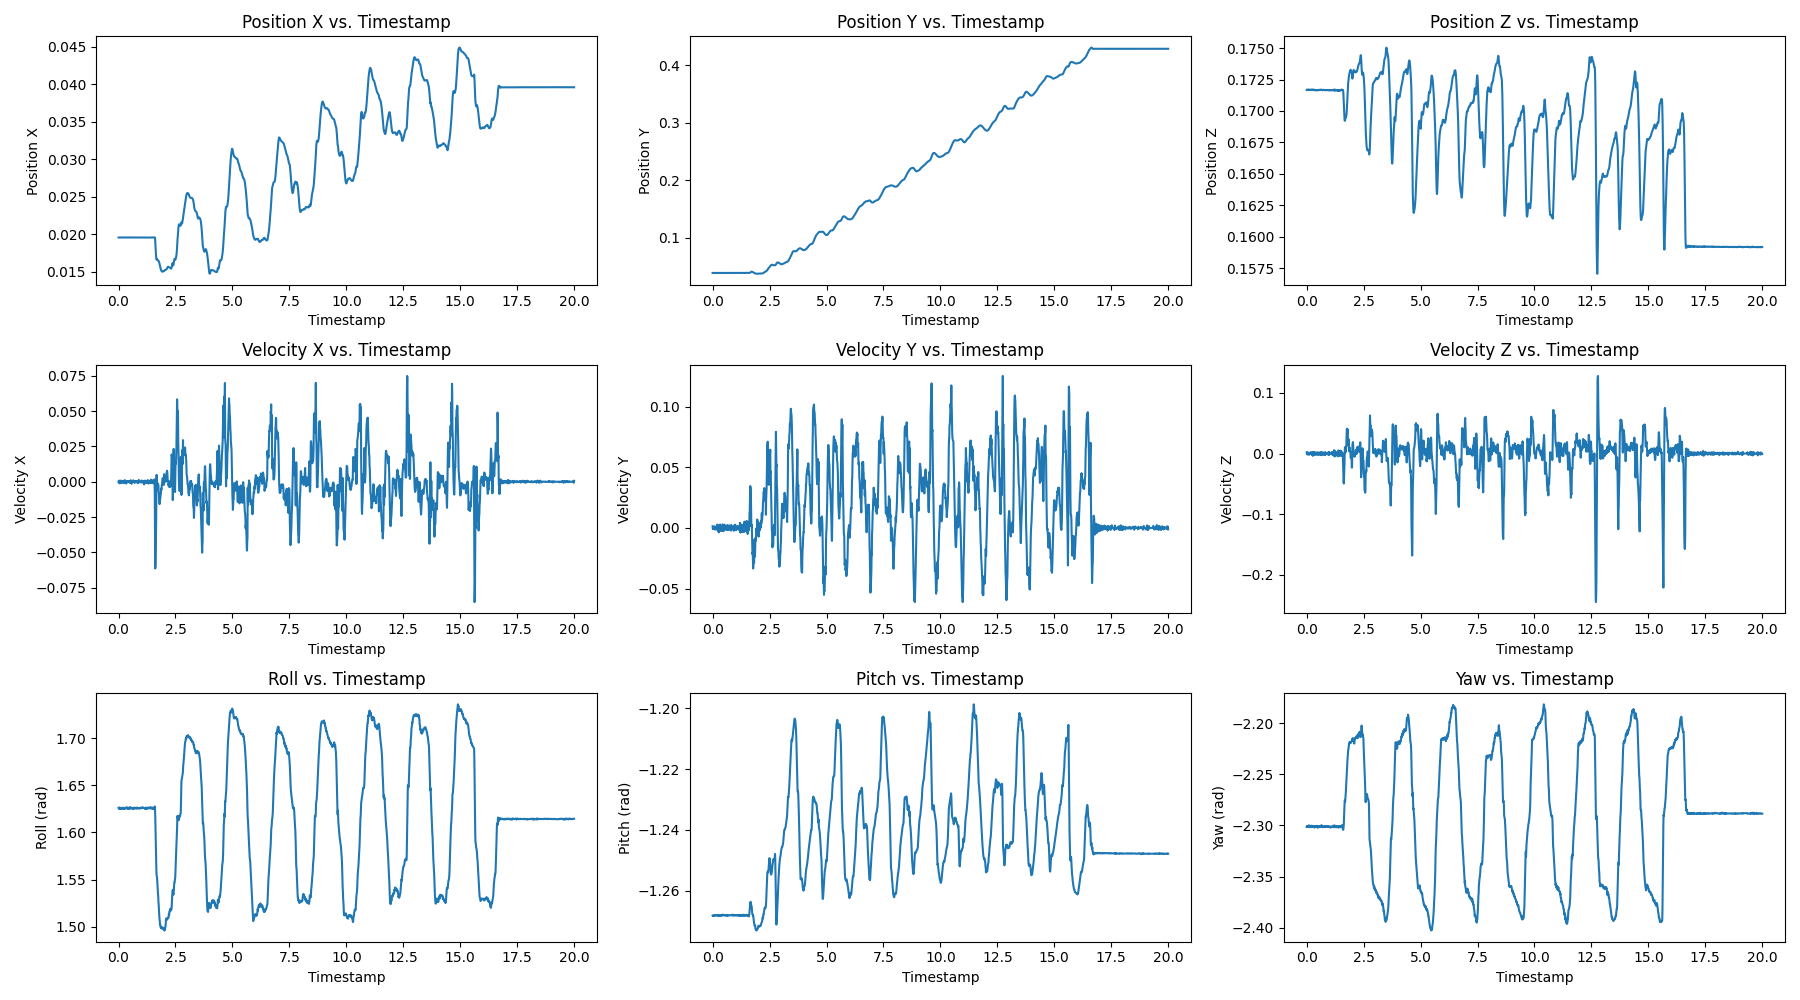 Position X vs. Timestamp
Position X
0.045
0.040
0.035
0.030
0.025
0.020
0.015
0.0 2.5 5.0 7.5 10.0 12.5 15.0 17.5 20.0
Timestamp
Position Y vs. Timestamp
Position Y
0.4
0.3
0.2
0.1
0.0 2.5 5.0 7.5 10.0 12.5 15.0 17.5 20.0
Timestamp
Position Z vs. Timestamp
Position Z
0.1750
0.1725
0.1700
0.1675
0.1650
0.1625
0.1600
0.1575
0.0 2.5 5.0 7.5 10.0 12.5 15.0 17.5 20.0
Timestamp
Velocity X vs. Timestamp
Velocity X
0.075
0.050
0.025
0.000
−0.025
−0.050
−0.075
0.0 2.5 5.0 7.5 10.0 12.5 15.0 17.5 20.0
Timestamp
Velocity Y vs. Timestamp
Velocity Y
0.10
0.05
0.00
−0.05
0.0 2.5 5.0 7.5 10.0 12.5 15.0 17.5 20.0
Timestamp
Velocity Z vs. Timestamp
Velocity Z
0.1
0.0
−0.1
−0.2
0.0 2.5 5.0 7.5 10.0 12.5 15.0 17.5 20.0
Timestamp
Roll vs. Timestamp
Roll (rad)
1.70
1.65
1.60
1.55
1.50
0.0 2.5 5.0 7.5 10.0 12.5 15.0 17.5 20.0
Timestamp
Pitch vs. Timestamp
Pitch (rad)
−1.20
−1.22
−1.24
−1.26
0.0 2.5 5.0 7.5 10.0 12.5 15.0 17.5 20.0
Timestamp
Yaw vs. Timestamp
Yaw (rad)
−2.20
−2.25
−2.30
−2.35
−2.40
0.0 2.5 5.0 7.5 10.0 12.5 15.0 17.5 20.0
Timestamp